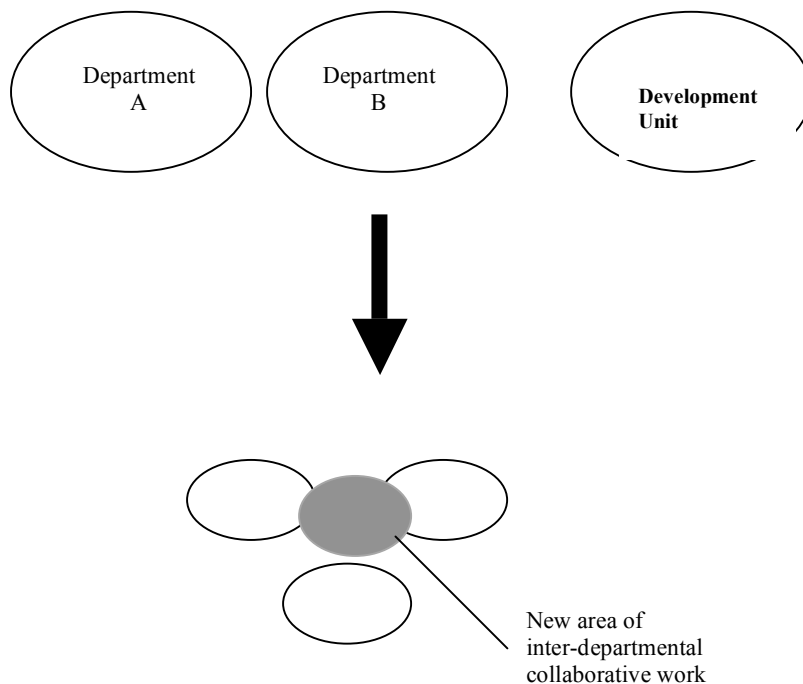 Department
A
Department
B
Development
Unit
New area of
inter-departmental
collaborative work